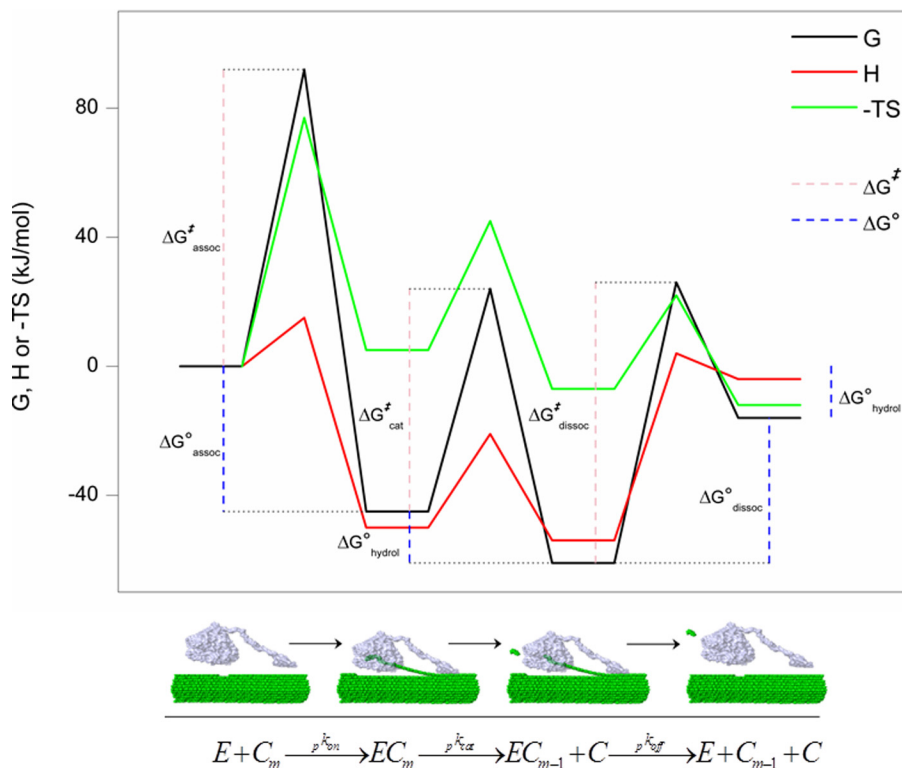 G
H
-TS
ΔG‡
ΔG°
G, H or -TS (kJ/mol)
80
40
0
-40
ΔG‡assoc
ΔG°assoc
ΔG‡cat
ΔG°hydrol
ΔG‡dissoc
ΔG°dissoc
ΔG°hydrol
E + Cm —pkon→ ECm —pkcat→ ECm−1 + C —pkoff→ E + Cm−1 + C